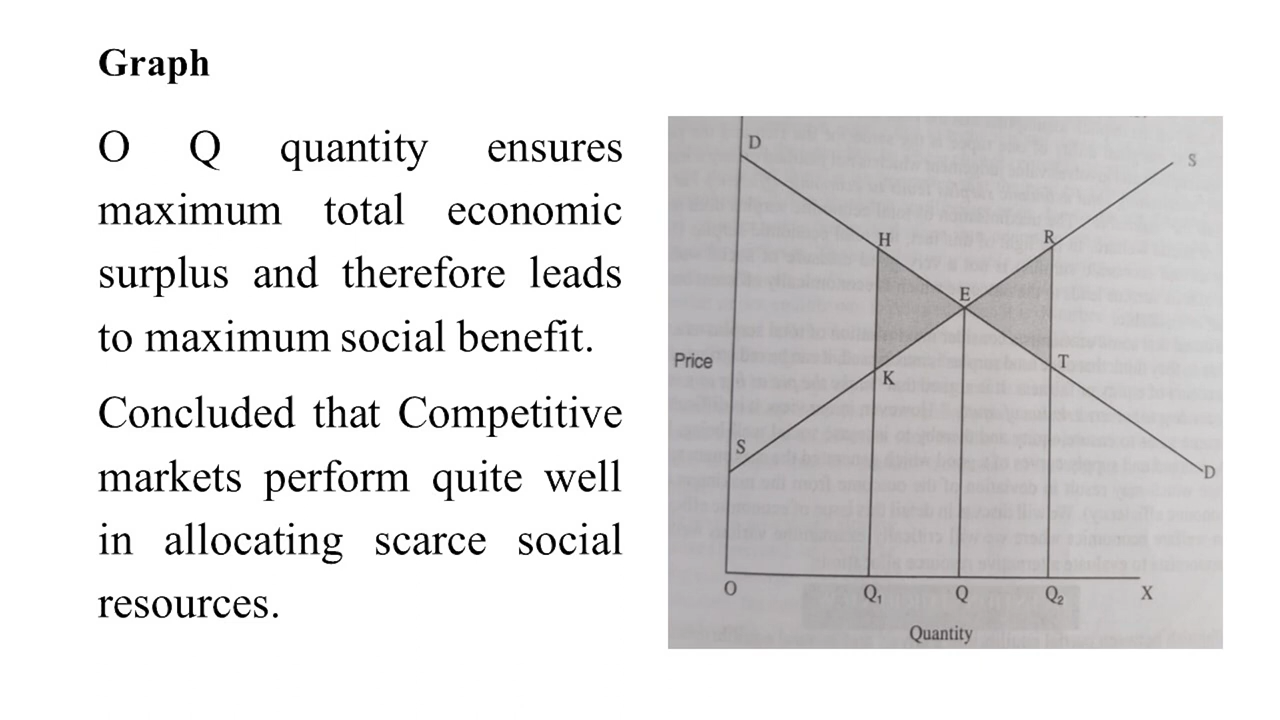 Graph
O Q quantity ensures
maximum total economic
surplus and therefore leads
to maximum social benefit.
Concluded that Competitive
markets perform quite well
in allocating scarce social
resources.
D
S
H
R
E
Price
K
T
S
D
O
Q₁
Q
Q₂
X
Quantity